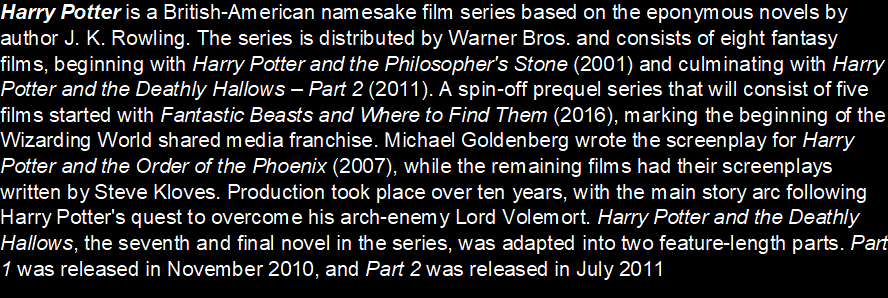 Harry Potter is a British-American namesake film series based on the eponymous novels by
author J. K. Rowling. The series is distributed by Warner Bros. and consists of eight fantasy
films, beginning with Harry Potter and the Philosopher's Stone (2001) and culminating with Harry
Potter and the Deathly Hallows – Part 2 (2011). A spin-off prequel series that will consist of five
films started with Fantastic Beasts and Where to Find Them (2016), marking the beginning of the
Wizarding World shared media franchise. Michael Goldenberg wrote the screenplay for Harry
Potter and the Order of the Phoenix (2007), while the remaining films had their screenplays
written by Steve Kloves. Production took place over ten years, with the main story arc following
Harry Potter's quest to overcome his arch-enemy Lord Volemort. Harry Potter and the Deathly
Hallows, the seventh and final novel in the series, was adapted into two feature-length parts. Part
1 was released in November 2010, and Part 2 was released in July 2011